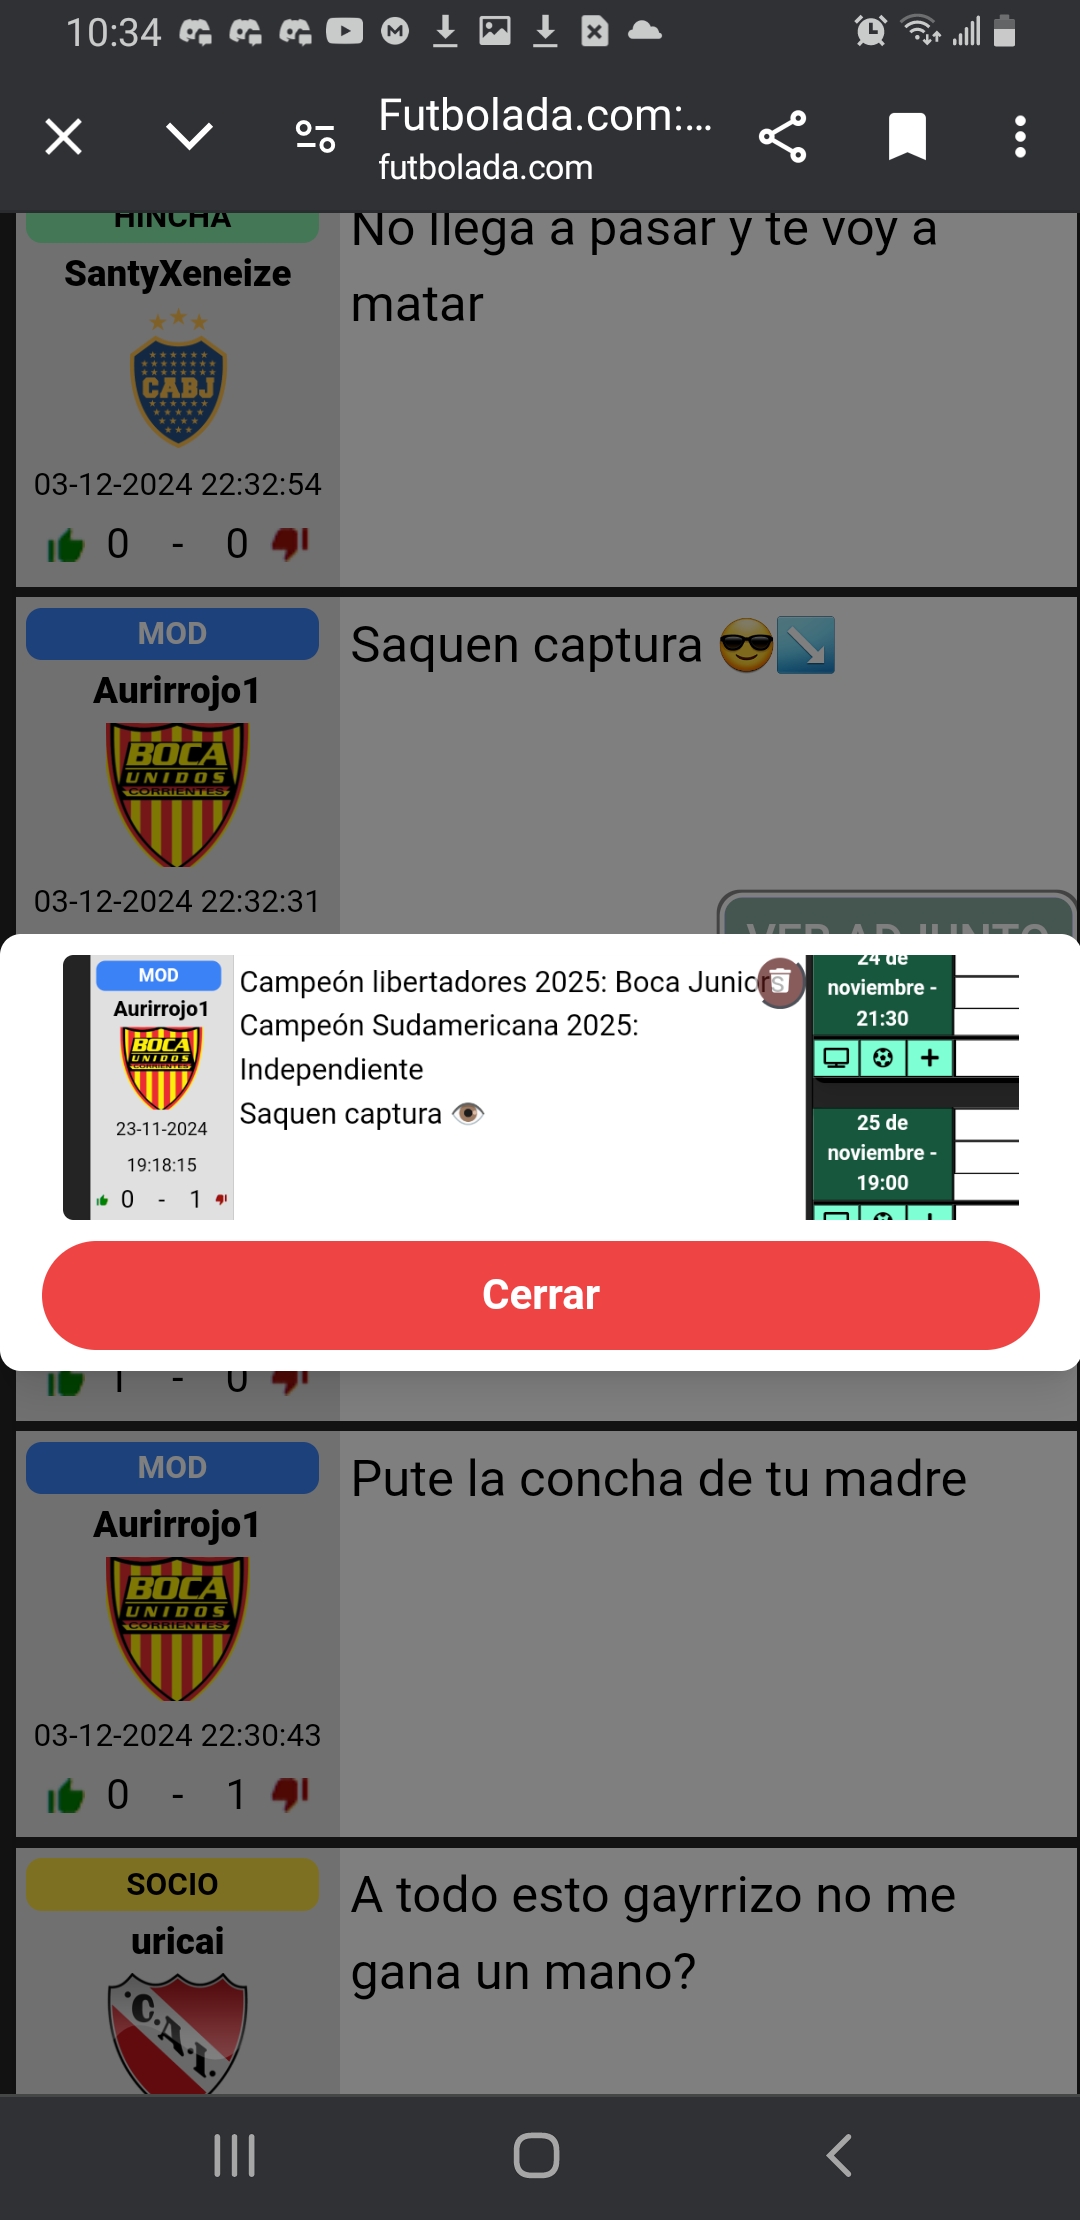 10:34
Futbolada.com:...
futbolada.com
HINCHA
SantyXeneize
CABJ
03-12-2024 22:32:54
0 - 0
No llega a pasar y te voy a
matar
MOD
Aurirrojo1
BOCA
UNIDOS
CORRIENTES
03-12-2024 22:32:31
Saquen captura 😎↘️
VER ADJUNTO
MOD
Aurirrojo1
BOCA
UNIDOS
CORRIENTES
23-11-2024
19:18:15
0 - 1
Campeón libertadores 2025: Boca Juniors
Campeón Sudamericana 2025:
Independiente
Saquen captura 👁️
24 de
noviembre -
21:30
25 de
noviembre -
19:00
Cerrar
1 - 0
MOD
Aurirrojo1
BOCA
UNIDOS
CORRIENTES
03-12-2024 22:30:43
0 - 1
Pute la concha de tu madre
SOCIO
uricai
C.A.I.
A todo esto gayrrizo no me
gana un mano?